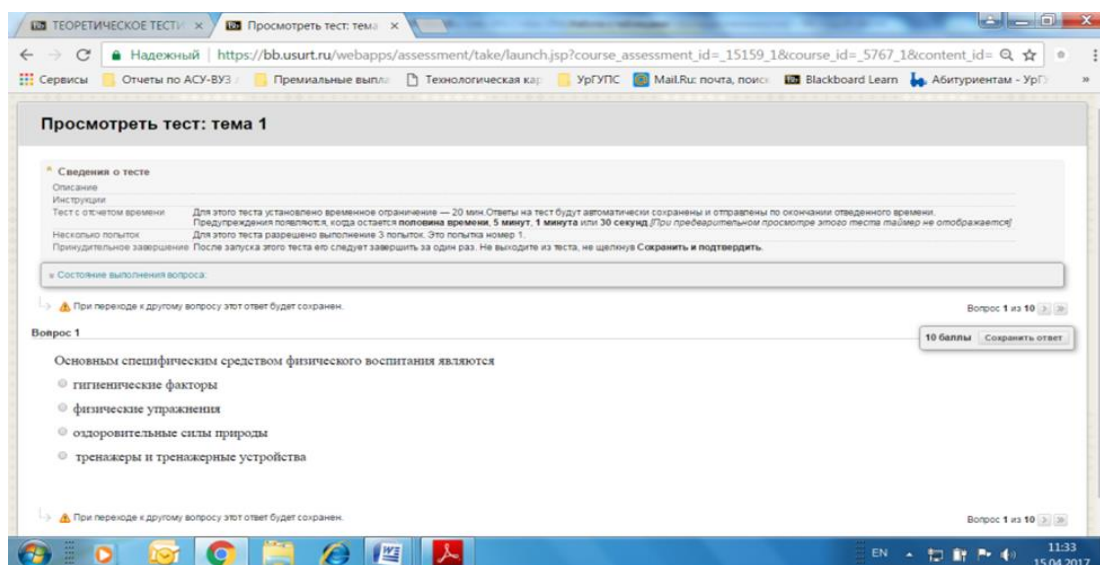 ТЕОРЕТИЧЕСКОЕ ТЕСТИ × Просмотреть тест: тема ×
Надежный | https://bb.usurt.ru/webapps/assessment/take/launch.jsp?course_assessment_id=_15159_1&course_id=_5767_1&content_id=
Сервисы Отчеты по АСУ-ВУЗ Премиальные выпла Технологическая кар УрГУПС Mail.Ru: почта, поиск Blackboard Learn Абитуриентам - УрГ »
Просмотреть тест: тема 1
* Сведения о тесте
Описание
Инструкции
Тест с отсчетом времени Для этого теста установлено временное ограничение — 20 мин.Ответы на тест будут автоматически сохранены и отправлены по окончании отведенного времени.
Предупреждения появляются, когда остается половина времени, 5 минут, 1 минута или 30 секунд.[При предварительном просмотре этого теста таймер не отображается]
Несколько попыток Для этого теста разрешено выполнение 3 попыток. Это попытка номер 1.
Принудительное завершение После запуска этого теста его следует завершить за один раз. Не выходите из теста, не щелкнув Сохранить и подтвердить.
Состояние выполнения вопроса:
При переходе к другому вопросу этот ответ будет сохранен. Вопрос 1 из 10 > >>
Вопрос 1 10 баллы Сохранить ответ
Основным специфическим средством физического воспитания являются
гигиенические факторы
физические упражнения
оздоровительные силы природы
тренажеры и тренажерные устройства
При переходе к другому вопросу этот ответ будет сохранен. Вопрос 1 из 10 > >>
EN 11:33
15.04.2017